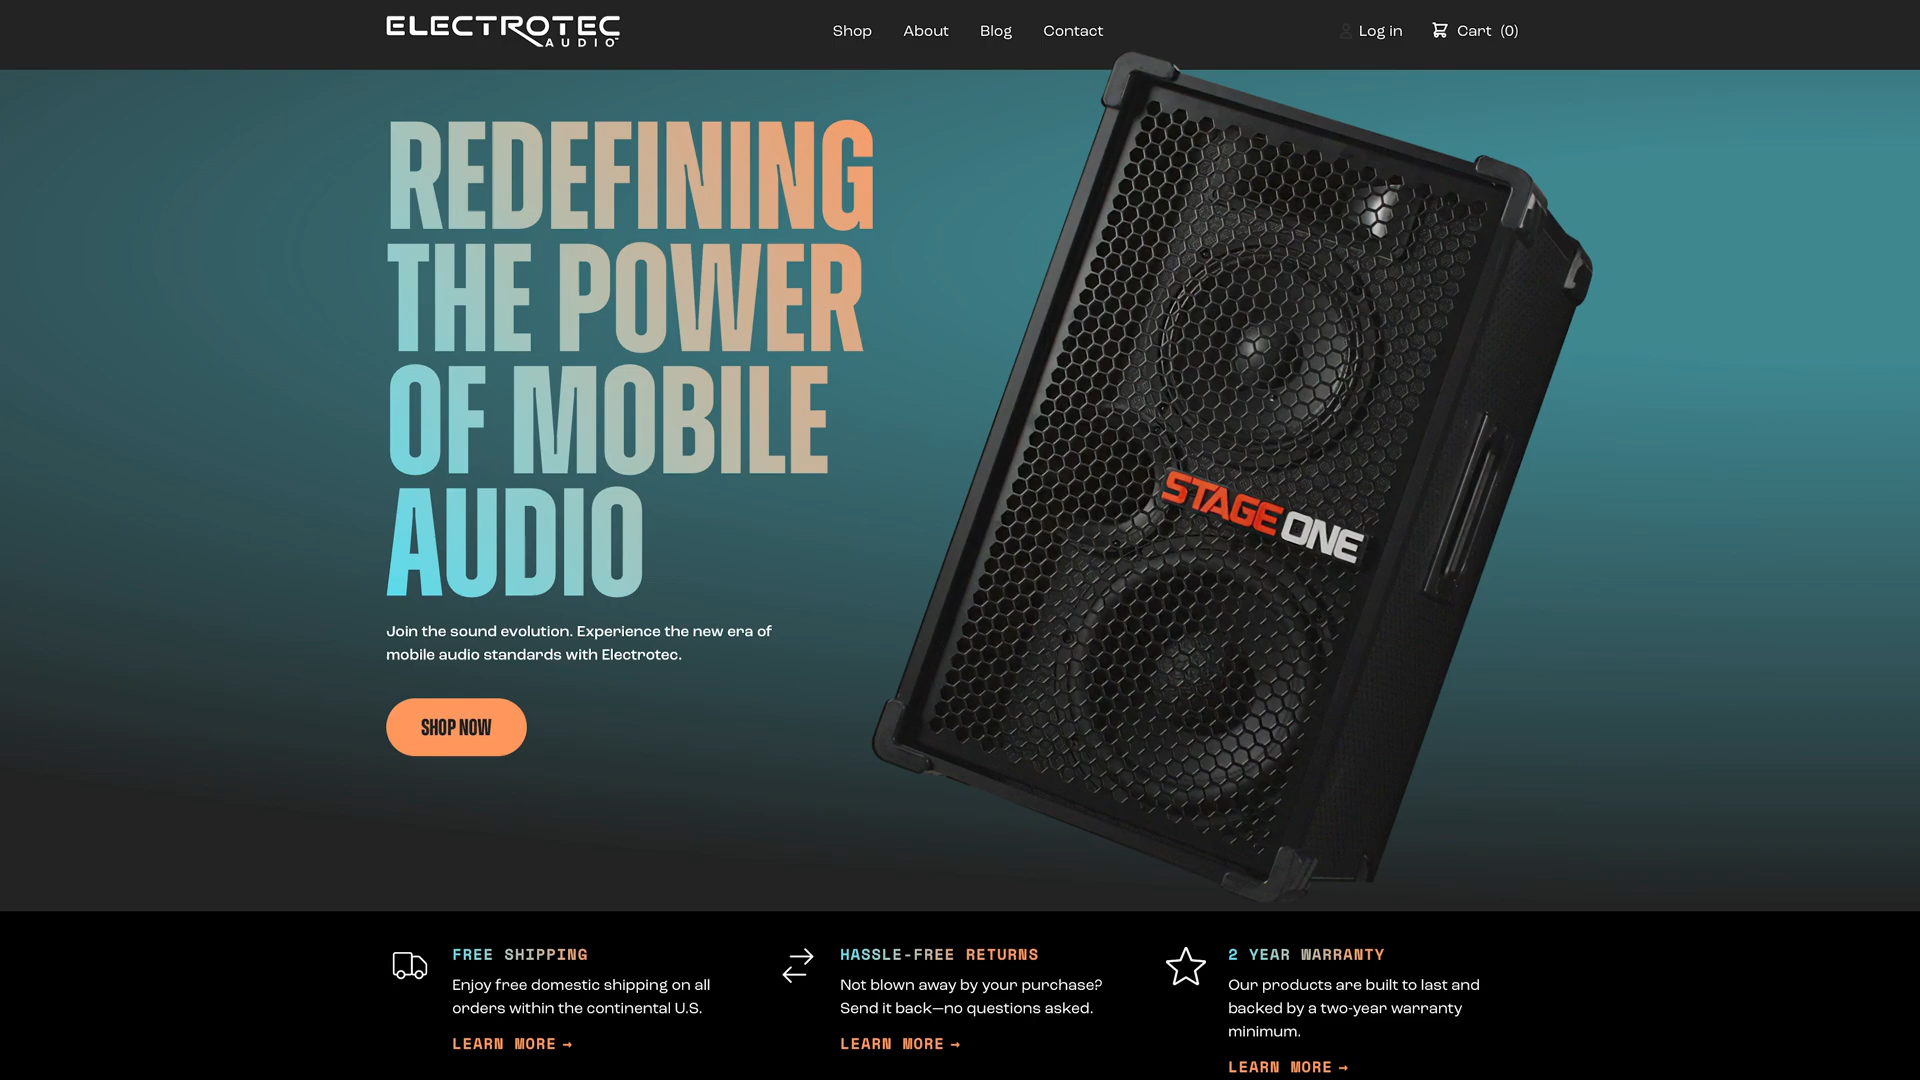 ELECTROTEC
AUDIO
Shop
About
Blog
Contact
Log in
Cart (0)
REDEFINING
THE POWER
OF MOBILE
AUDIO
Join the sound evolution. Experience the new era of
mobile audio standards with Electrotec.
SHOP NOW
STAGE ONE
FREE SHIPPING
Enjoy free domestic shipping on all
orders within the continental U.S.
LEARN MORE →
HASSLE-FREE RETURNS
Not blown away by your purchase?
Send it back—no questions asked.
LEARN MORE →
2 YEAR WARRANTY
Our products are built to last and
backed by a two-year warranty
minimum.
LEARN MORE →